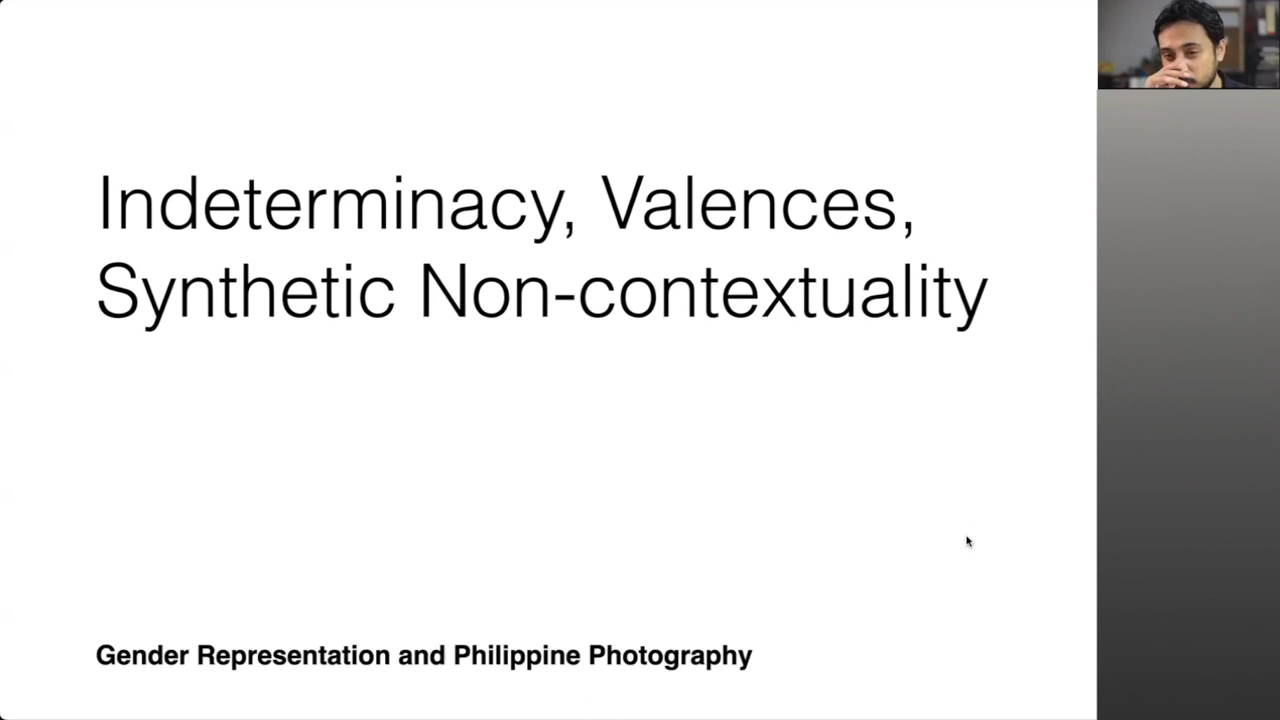 Indeterminacy, Valences,
Synthetic Non-contextuality
Gender Representation and Philippine Photography